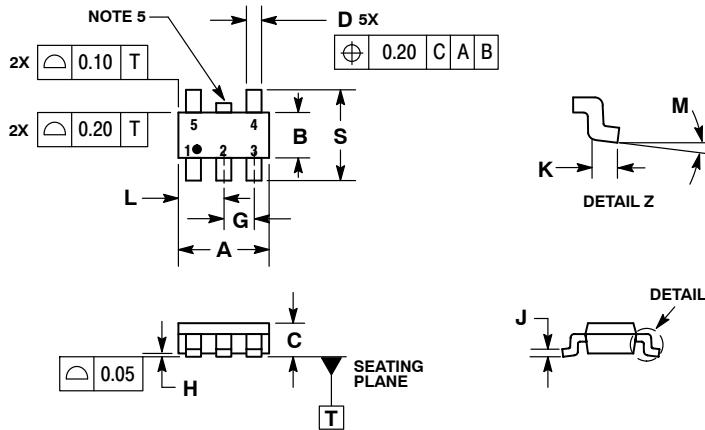 NOTE 5
D 5X
0.20 C A B
2X 0.10 T
2X 0.20 T
5 4
1 2 3
B
S
L
G
A
M
K
DETAIL Z
C
H
0.05
SEATING
PLANE
T
J
DETAIL